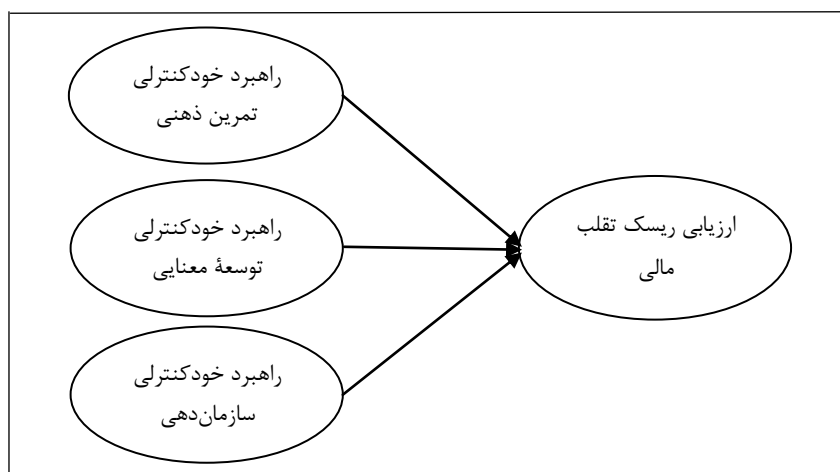 راهبرد خودکنترلی
تمرین ذهنی
راهبرد خودکنترلی
توسعهٔ معنایی
راهبرد خودکنترلی
سازمان‌دهی
ارزیابی ریسک تقلب
مالی